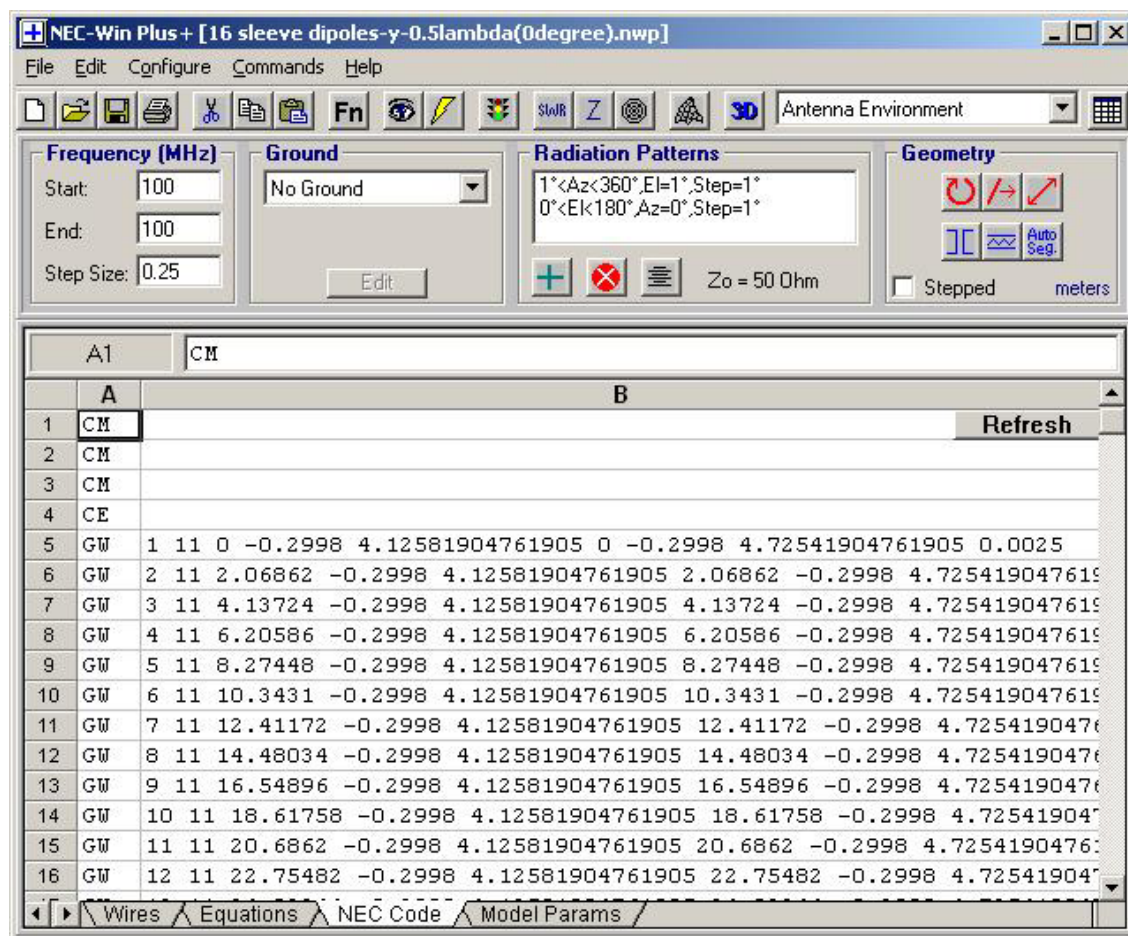 NEC-Win Plus+ [16 sleeve dipoles-y-0.5lambda(0degree).nwp]
File Edit Configure Commands Help
Fn SWR Z 3D Antenna Environment
Frequency (MHz) Ground Radiation Patterns Geometry
Start: 100 No Ground 1°<Az<360°,El=1°,Step=1°
0°<El<180°,Az=0°,Step=1°
End: 100 Auto Seg.
Step Size: 0.25 Edit Zo = 50 Ohm Stepped meters
A1 CM
A B
1 CM Refresh
2 CM
3 CM
4 CE
5 GW 1 11 0 -0.2998 4.12581904761905 0 -0.2998 4.72541904761905 0.0025
6 GW 2 11 2.06862 -0.2998 4.12581904761905 2.06862 -0.2998 4.725419047619
7 GW 3 11 4.13724 -0.2998 4.12581904761905 4.13724 -0.2998 4.725419047619
8 GW 4 11 6.20586 -0.2998 4.12581904761905 6.20586 -0.2998 4.725419047619
9 GW 5 11 8.27448 -0.2998 4.12581904761905 8.27448 -0.2998 4.725419047619
10 GW 6 11 10.3431 -0.2998 4.12581904761905 10.3431 -0.2998 4.725419047619
11 GW 7 11 12.41172 -0.2998 4.12581904761905 12.41172 -0.2998 4.7254190476
12 GW 8 11 14.48034 -0.2998 4.12581904761905 14.48034 -0.2998 4.7254190476
13 GW 9 11 16.54896 -0.2998 4.12581904761905 16.54896 -0.2998 4.7254190476
14 GW 10 11 18.61758 -0.2998 4.12581904761905 18.61758 -0.2998 4.72541904
15 GW 11 11 20.6862 -0.2998 4.12581904761905 20.6862 -0.2998 4.7254190476
16 GW 12 11 22.75482 -0.2998 4.12581904761905 22.75482 -0.2998 4.72541904
Wires Equations NEC Code Model Params